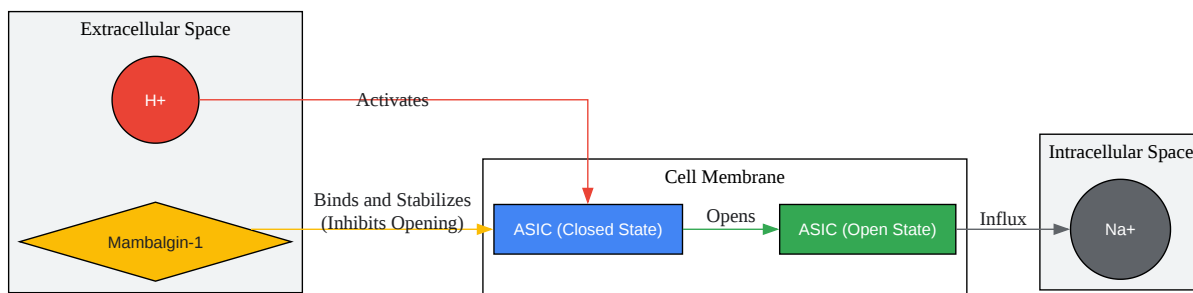 Extracellular Space
H+
Activates
Mambalgin-1
Binds and Stabilizes
(Inhibits Opening)
Cell Membrane
ASIC (Closed State)
Opens
ASIC (Open State)
Influx
Intracellular Space
Na+